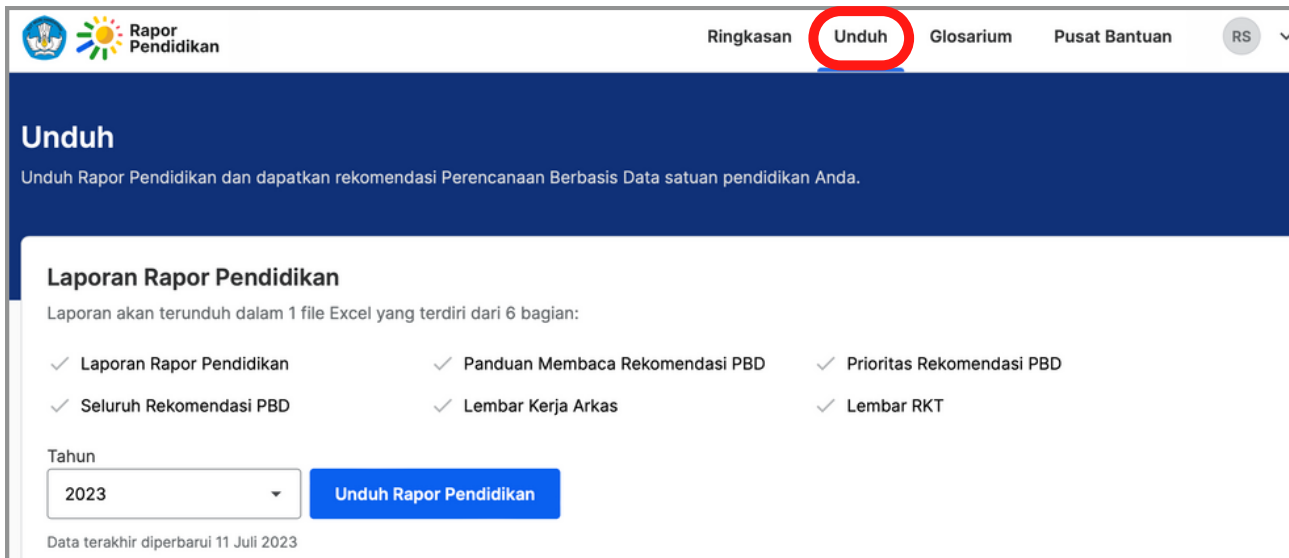 Rapor
Pendidikan
Ringkasan Unduh Glosarium Pusat Bantuan RS
Unduh
Unduh Rapor Pendidikan dan dapatkan rekomendasi Perencanaan Berbasis Data satuan pendidikan Anda.
Laporan Rapor Pendidikan
Laporan akan terunduh dalam 1 file Excel yang terdiri dari 6 bagian:
Laporan Rapor Pendidikan Panduan Membaca Rekomendasi PBD Prioritas Rekomendasi PBD
Seluruh Rekomendasi PBD Lembar Kerja Arkas Lembar RKT
Tahun
2023 Unduh Rapor Pendidikan
Data terakhir diperbarui 11 Juli 2023